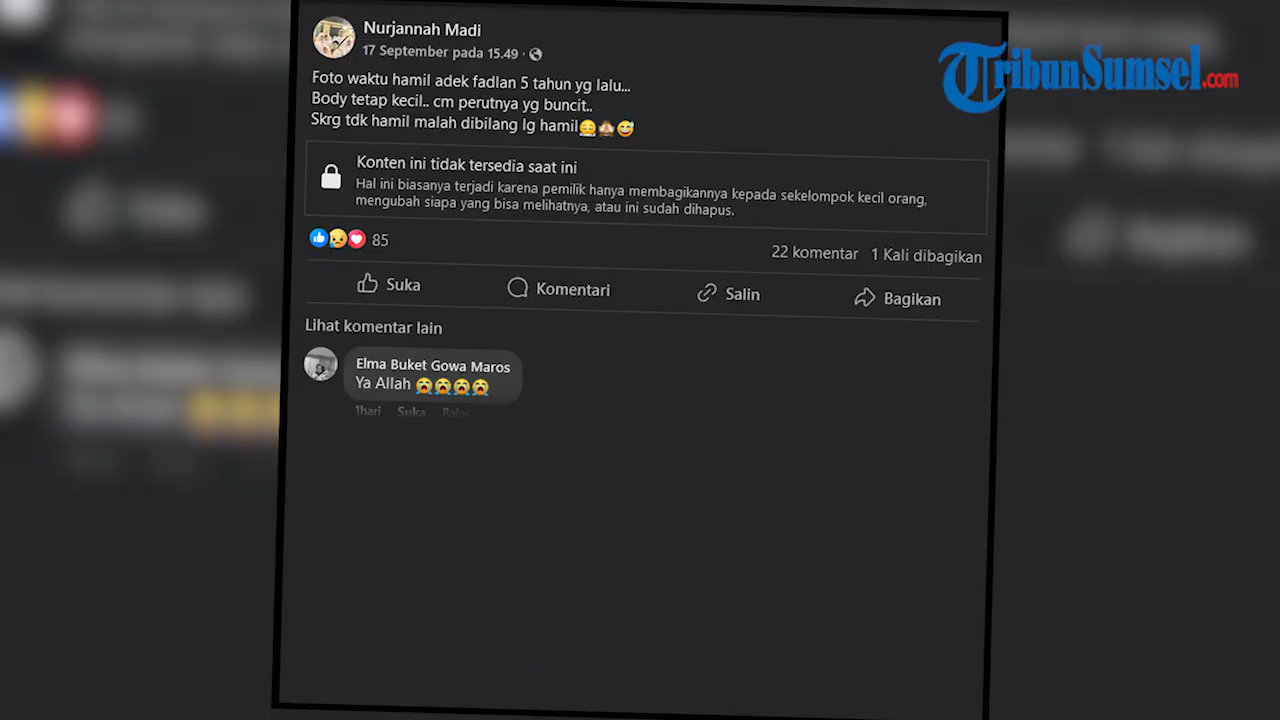 Nurjannah Madi
17 September pada 15.49 ·
TribunSumsel.com
Foto waktu hamil adek fadlan 5 tahun yg lalu...
Body tetap kecil.. cm perutnya yg buncit..
Skrg tdk hamil malah dibilang lg hamil😌🙈😅
Konten ini tidak tersedia saat ini
Hal ini biasanya terjadi karena pemilik hanya membagikannya kepada sekelompok kecil orang,
mengubah siapa yang bisa melihatnya, atau ini sudah dihapus.
85
22 komentar 1 Kali dibagikan
Suka Komentari Salin Bagikan
Lihat komentar lain
Elma Buket Gowa Maros
Ya Allah 😭😭😭😭
1hari Suka Balas